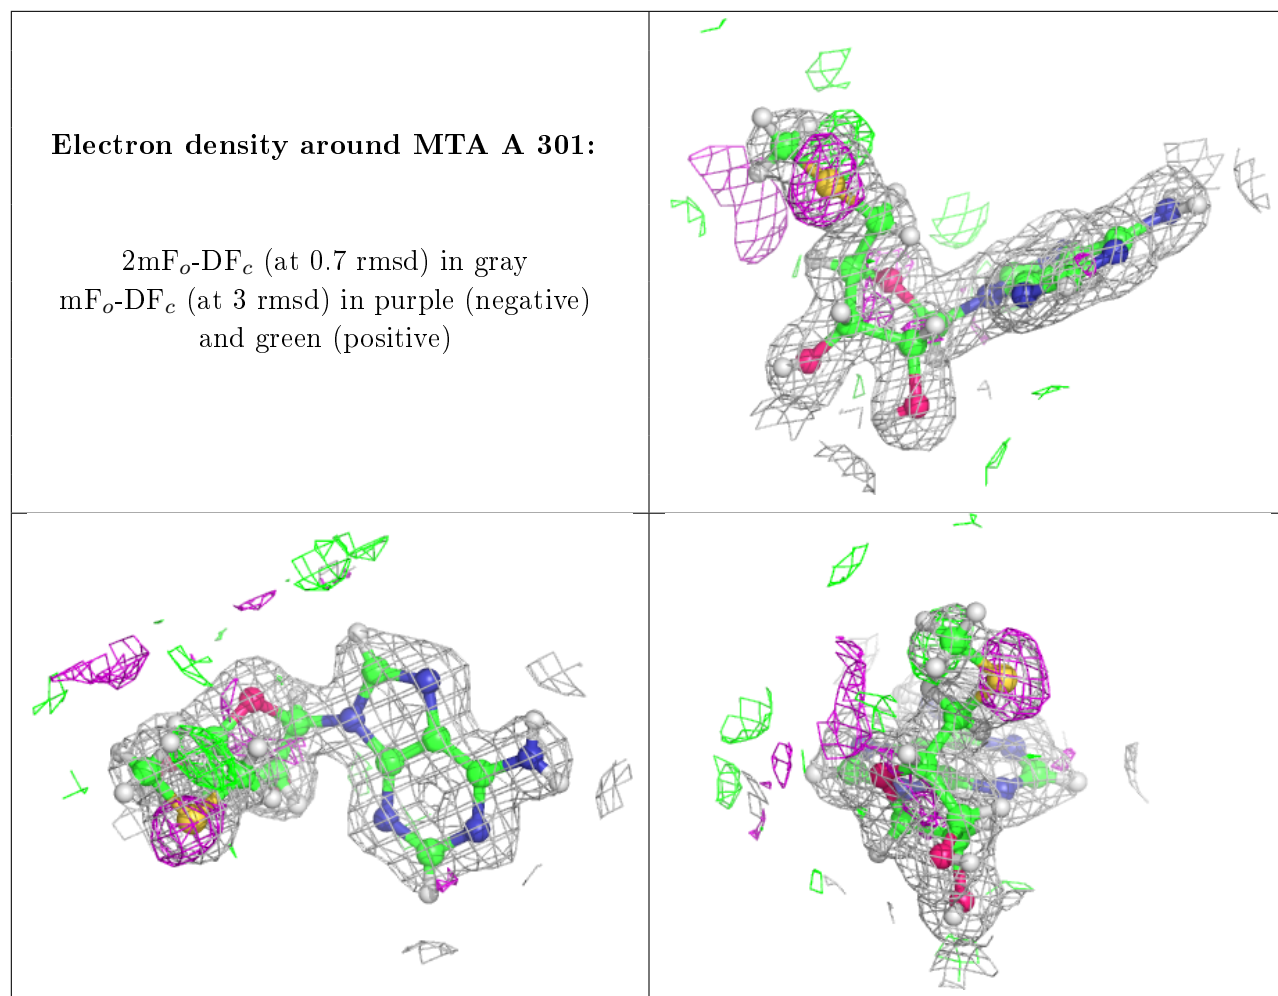 Electron density around MTA A 301:
2mFₒ-DF𝒸 (at 0.7 rmsd) in gray
mFₒ-DF𝒸 (at 3 rmsd) in purple (negative)
and green (positive)